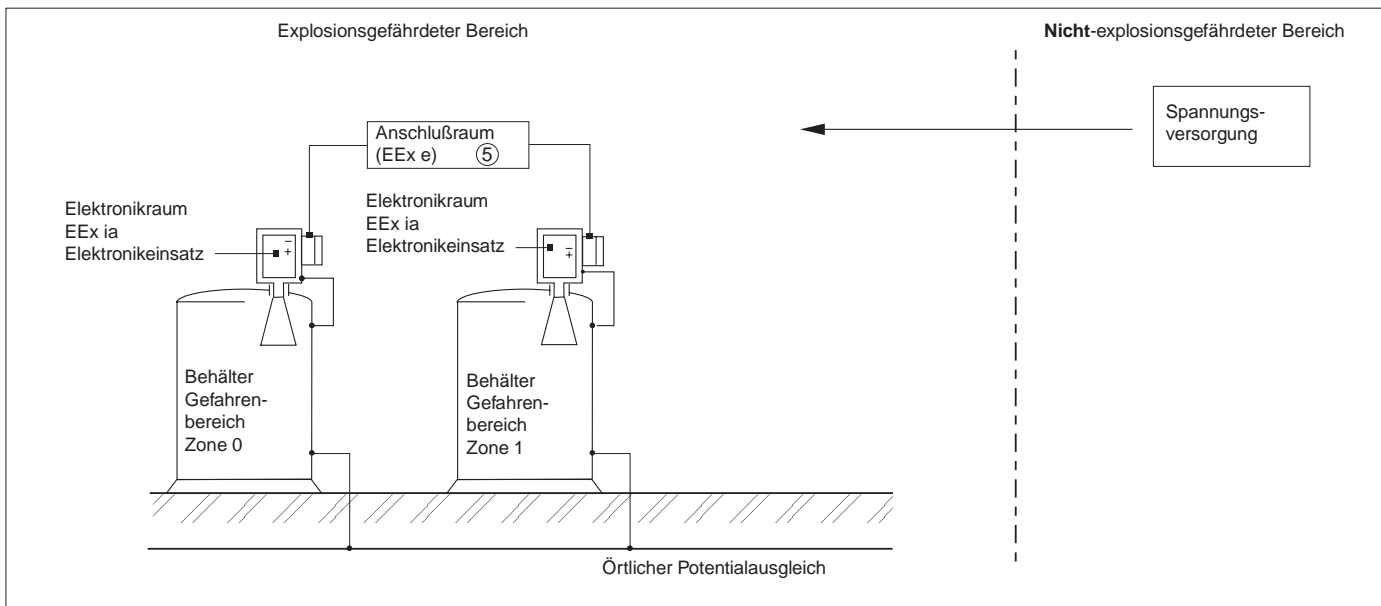 Explosionsgefährdeter Bereich
Nicht-explosionsgefährdeter Bereich
Spannungs-
versorgung
Anschlußraum
(EEx e) ⑤
Elektronikraum
EEx ia
Elektronikeinsatz
− +
Elektronikraum
EEx ia
Elektronikeinsatz
− +
Behälter
Gefahren-
bereich
Zone 0
Behälter
Gefahren-
bereich
Zone 1
Örtlicher Potentialausgleich